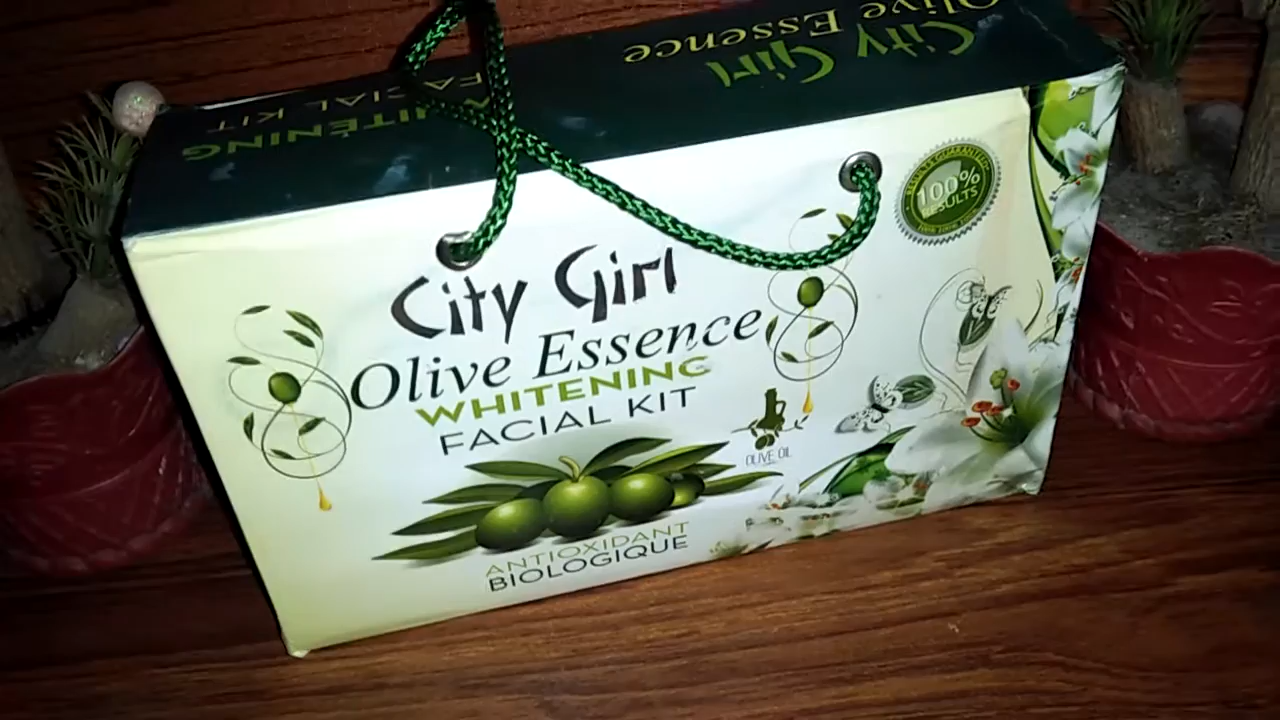 City Girl
Olive Essence
WHITENING
FACIAL KIT
City Girl
Olive Essence
WHITENING
FACIAL KIT
OLIVE OIL
ANTIOXIDANT
BIOLOGIQUE
100%
RESULTS